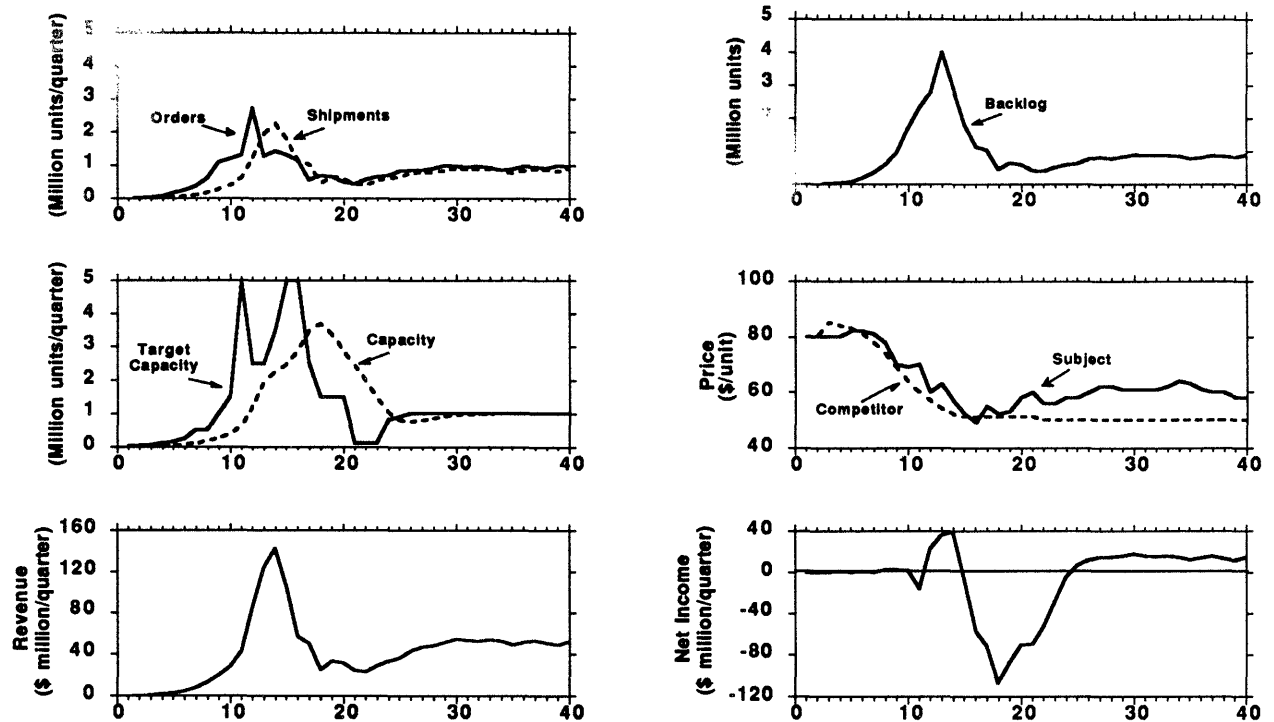 (Million units/quarter)
5
4
3
2
1
0
Orders
Shipments
0 10 20 30 40
(Million units)
5
4
3
Backlog
0 10 20 30 40
(Million units/quarter)
5
4
3
2
1
0
Target
Capacity
Capacity
0 10 20 30 40
Price
($/unit)
100
80
60
40
Subject
Competitor
0 10 20 30 40
Revenue
($ million/quarter)
160
120
80
40
0
0 10 20 30 40
Net Income
($ million/quarter)
40
0
-40
-80
-120
0 10 20 30 40